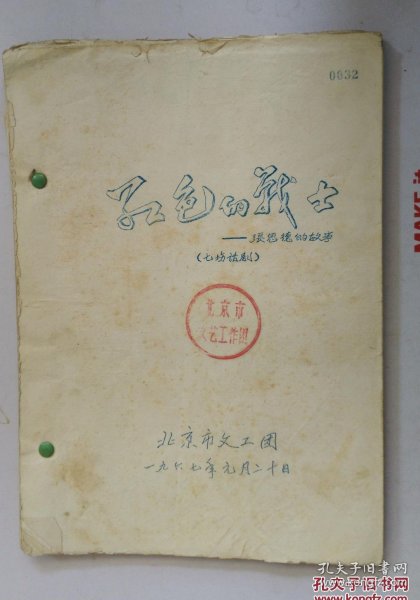 0032
红色的战士
——张思德的故事
(七场话剧)
北京市
文艺工作团
北京市文工团
一九六七年元月二十日
孔夫子旧书网
孔夫子旧书网
www.kongfz.com